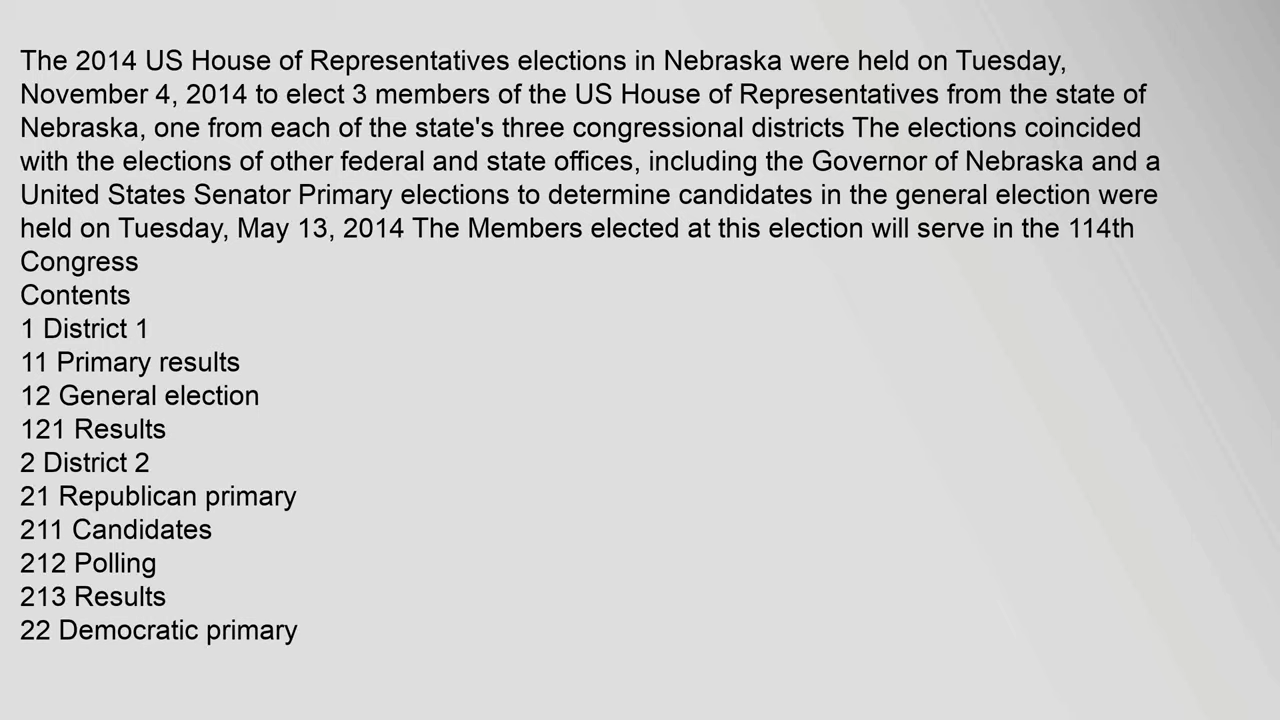 The 2014 US House of Representatives elections in Nebraska were held on Tuesday,
November 4, 2014 to elect 3 members of the US House of Representatives from the state of
Nebraska, one from each of the state's three congressional districts The elections coincided
with the elections of other federal and state offices, including the Governor of Nebraska and a
United States Senator Primary elections to determine candidates in the general election were
held on Tuesday, May 13, 2014 The Members elected at this election will serve in the 114th
Congress
Contents
1 District 1
11 Primary results
12 General election
121 Results
2 District 2
21 Republican primary
211 Candidates
212 Polling
213 Results
22 Democratic primary